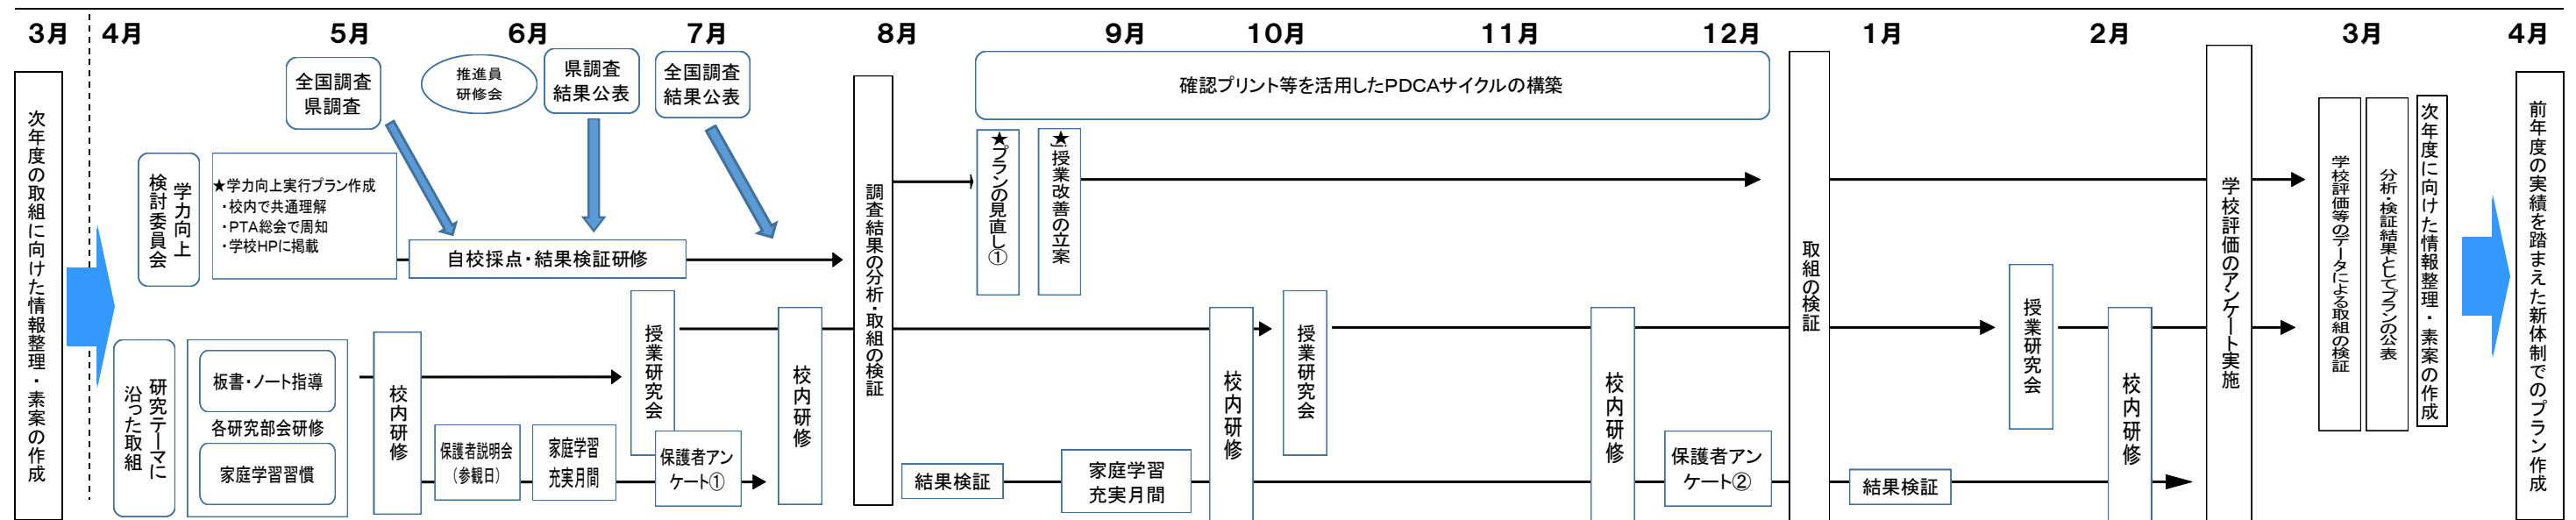 3月
4月
5月
6月
7月
8月
9月
10月
11月
12月
1月
2月
3月
4月
次年度の取組に向けた情報整理・素案の作成
全国調査
県調査
推進員
研修会
県調査
結果公表
全国調査
結果公表
確認プリント等を活用したPDCAサイクルの構築
学力向上
検討委員会
★学力向上実行プラン作成
・校内で共通理解
・PTA総会で周知
・学校HPに掲載
自校採点・結果検証研修
調査結果の分析・取組の検証
★プランの見直し①
★授業改善の立案
取組の検証
学校評価のアンケート実施
学校評価等のデータによる取組の検証
分析・検証結果としてプランの公表
次年度に向けた情報整理・素案の作成
前年度の実績を踏まえた新体制でのプラン作成
研究テーマに
沿った取組
板書・ノート指導
各研究部会研修
家庭学習習慣
校内研修
保護者説明会
(参観日)
家庭学習
充実月間
授業研究会
保護者アン
ケート①
校内研修
結果検証
家庭学習
充実月間
校内研修
授業研究会
校内研修
保護者アン
ケート②
結果検証
授業研究会
校内研修